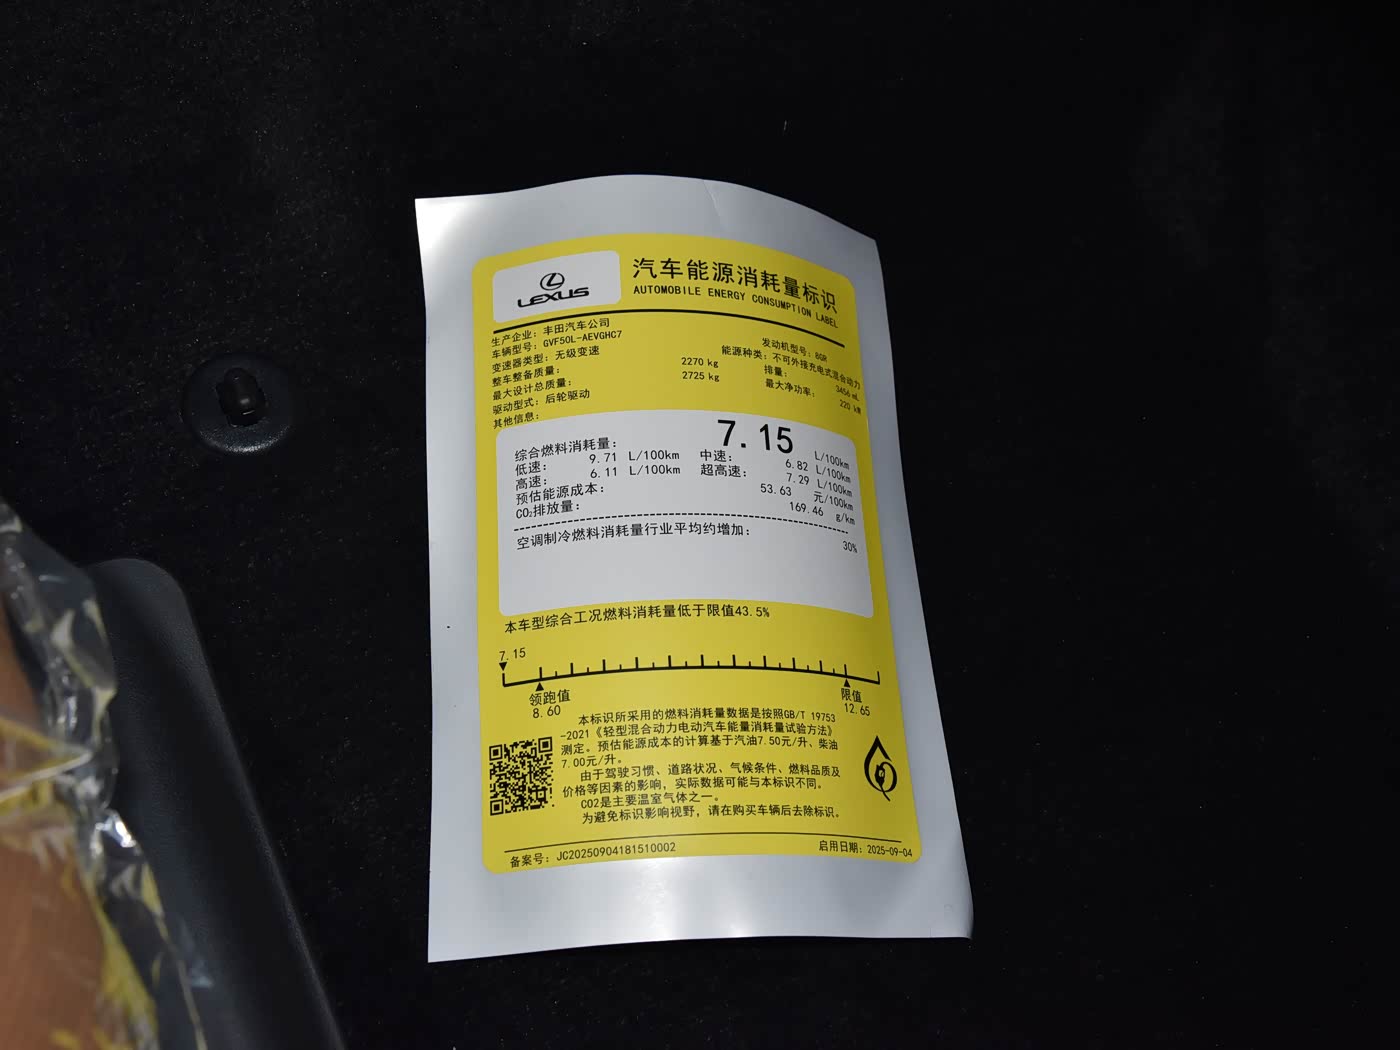 LEXUS
汽车能源消耗量标识
AUTOMOBILE ENERGY CONSUMPTION LABEL
生产企业：丰田汽车公司
车辆型号：GVF50L-AEVGHC7 发动机型号：8GR
变速器类型：无级变速 能源种类：不可外接充电式混合动力
整车整备质量： 2270 kg 排量： 3456 mL
最大设计总质量： 2725 kg 最大净功率： 220 kW
驱动型式：后轮驱动
其他信息：
综合燃料消耗量： 7.15 L/100km
低速： 9.71 L/100km 中速： 6.82 L/100km
高速： 6.11 L/100km 超高速： 7.29 L/100km
预估能源成本： 53.63 元/100km
CO₂排放量： 169.46 g/km
空调制冷燃料消耗量行业平均约增加： 30%
本车型综合工况燃料消耗量低于限值43.5%
7.15
领跑值 限值
8.60 12.65
本标识所采用的燃料消耗量数据是按照GB/T 19753
-2021《轻型混合动力电动汽车能量消耗量试验方法》
测定。预估能源成本的计算基于汽油7.50元/升、柴油
7.00元/升。
由于驾驶习惯、道路状况、气候条件、燃料品质及
价格等因素的影响，实际数据可能与本标识不同。
CO2是主要温室气体之一。
为避免标识影响视野，请在购买车辆后去除标识。
备案号：JC20250904181510002 启用日期：2025-09-04